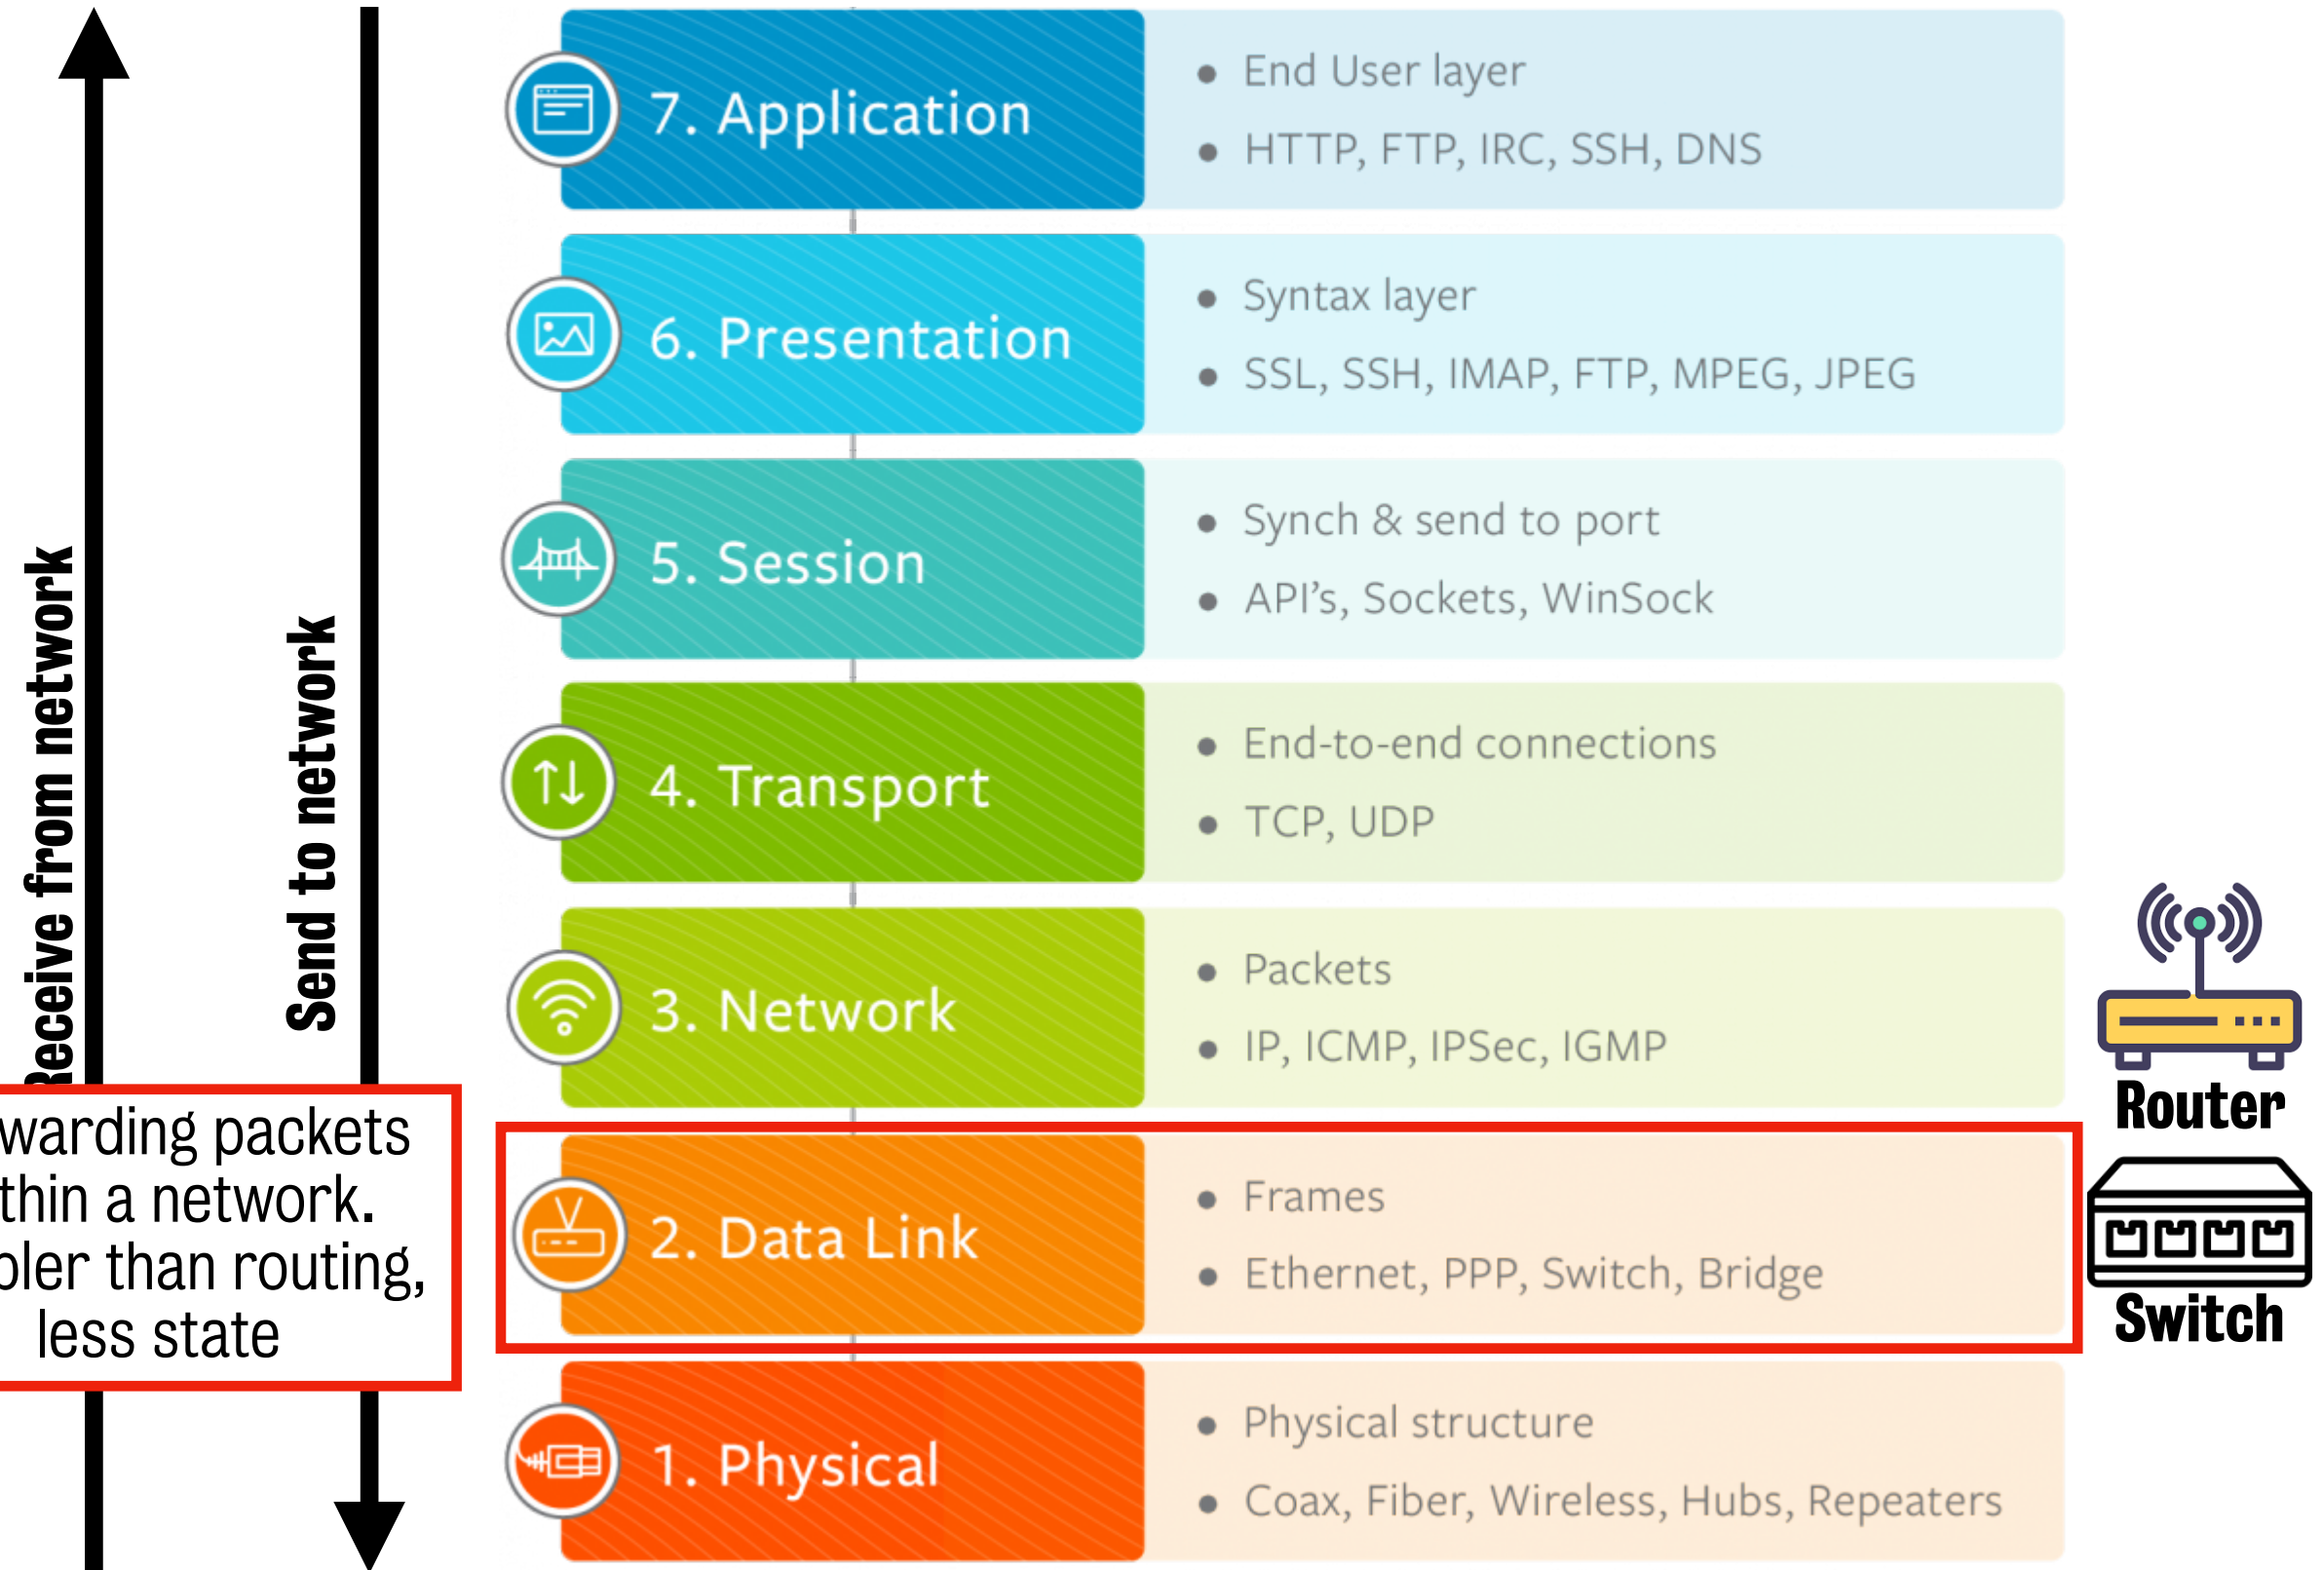 Receive from network
Send to network
warding packets
thin a network.
pler than routing,
less state
7. Application
• End User layer
• HTTP, FTP, IRC, SSH, DNS
6. Presentation
• Syntax layer
• SSL, SSH, IMAP, FTP, MPEG, JPEG
5. Session
• Synch & send to port
• API’s, Sockets, WinSock
4. Transport
• End-to-end connections
• TCP, UDP
3. Network
• Packets
• IP, ICMP, IPSec, IGMP
Router
2. Data Link
• Frames
• Ethernet, PPP, Switch, Bridge
Switch
1. Physical
• Physical structure
• Coax, Fiber, Wireless, Hubs, Repeaters